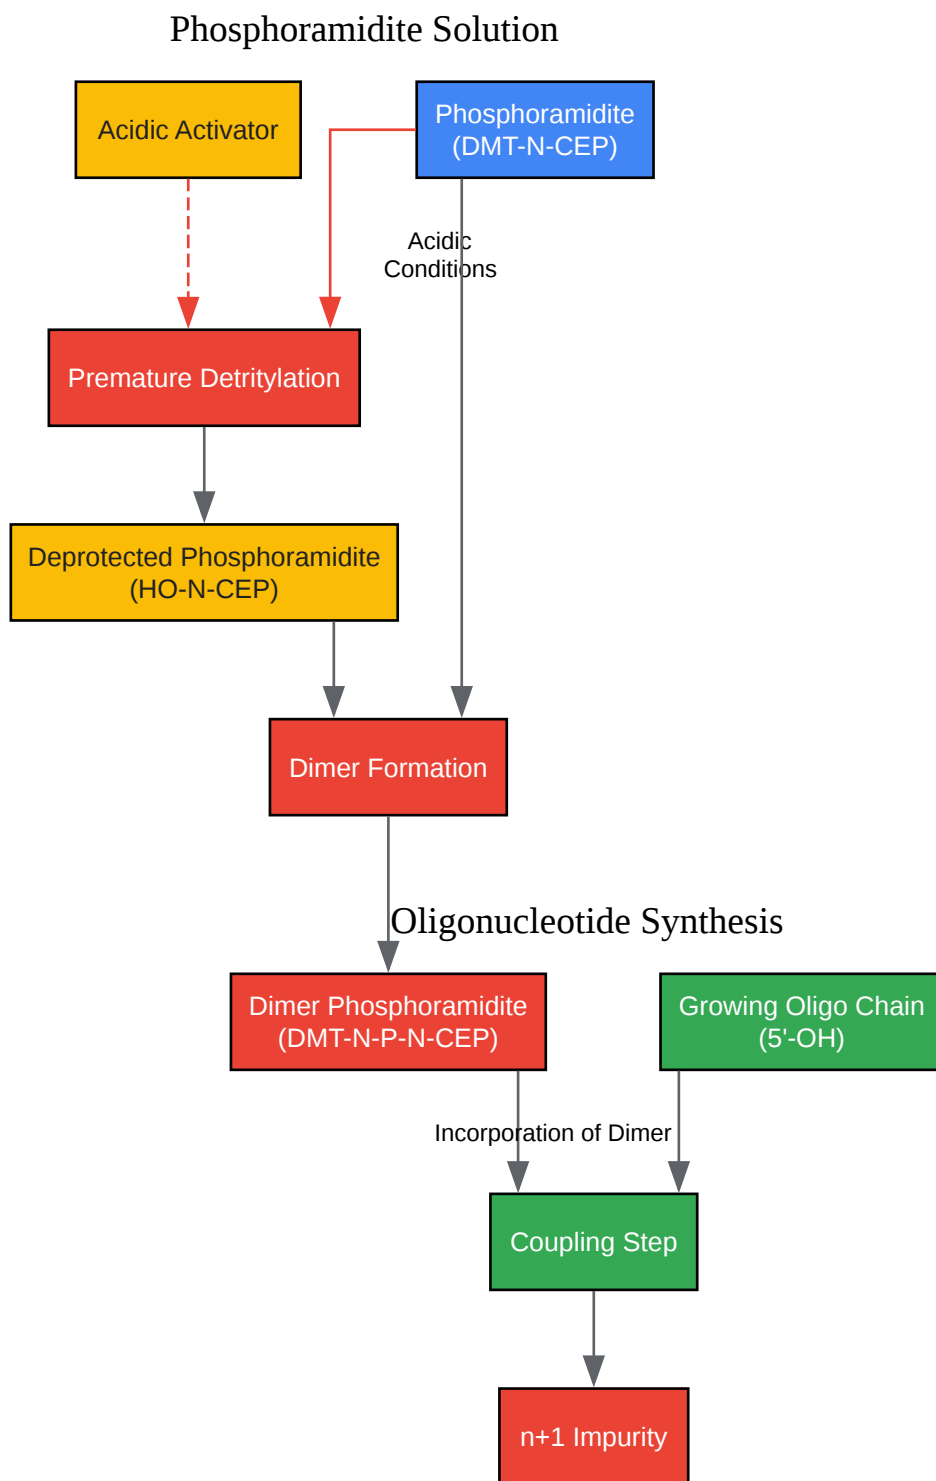 Phosphoramidite Solution
Acidic Activator
Phosphoramidite
(DMT-N-CEP)
Acidic
Conditions
Premature Detritylation
Deprotected Phosphoramidite
(HO-N-CEP)
Dimer Formation
Oligonucleotide Synthesis
Dimer Phosphoramidite
(DMT-N-P-N-CEP)
Growing Oligo Chain
(5'-OH)
Incorporation of Dimer
Coupling Step
n+1 Impurity